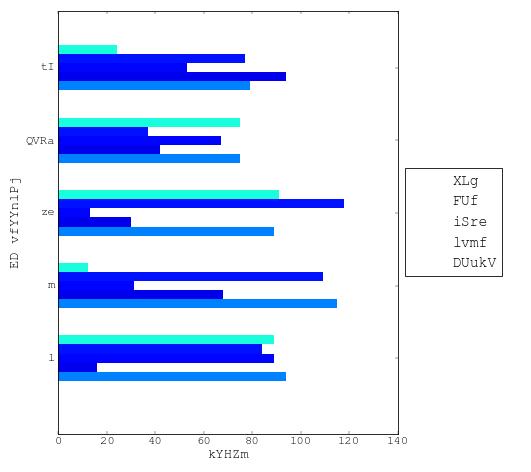 tI
QVRa
ze
m
l
ED vfYYnlPj
0 20 40 60 80 100 120 140
kYHZm
XLg
FUf
iSre
lvmf
DUukV